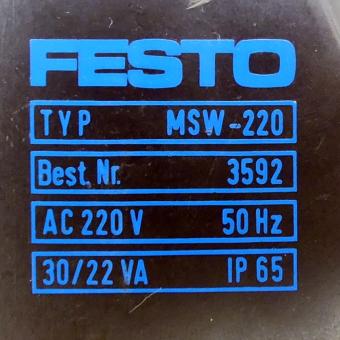 FESTO
TYP MSW-220
Best. Nr. 3592
AC 220 V 50 Hz
30/22 VA IP 65